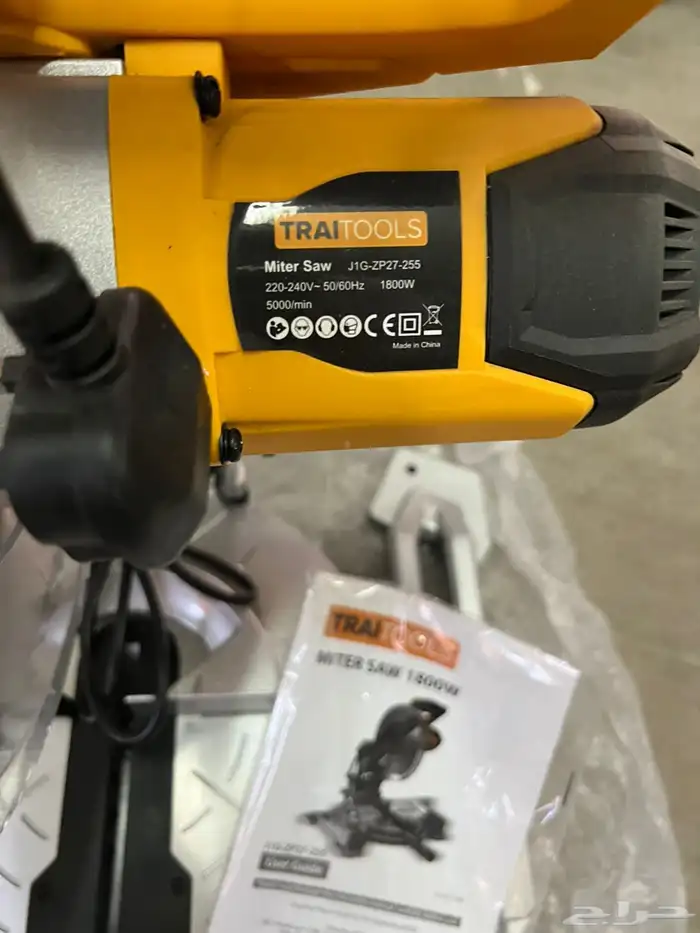 TRAITOOLS
Miter Saw J1G-ZP27-255
220-240V~ 50/60Hz 1800W
5000/min
CE
Made in China
TRAITOOLS
MITER SAW 1800W
User Guide
حراج